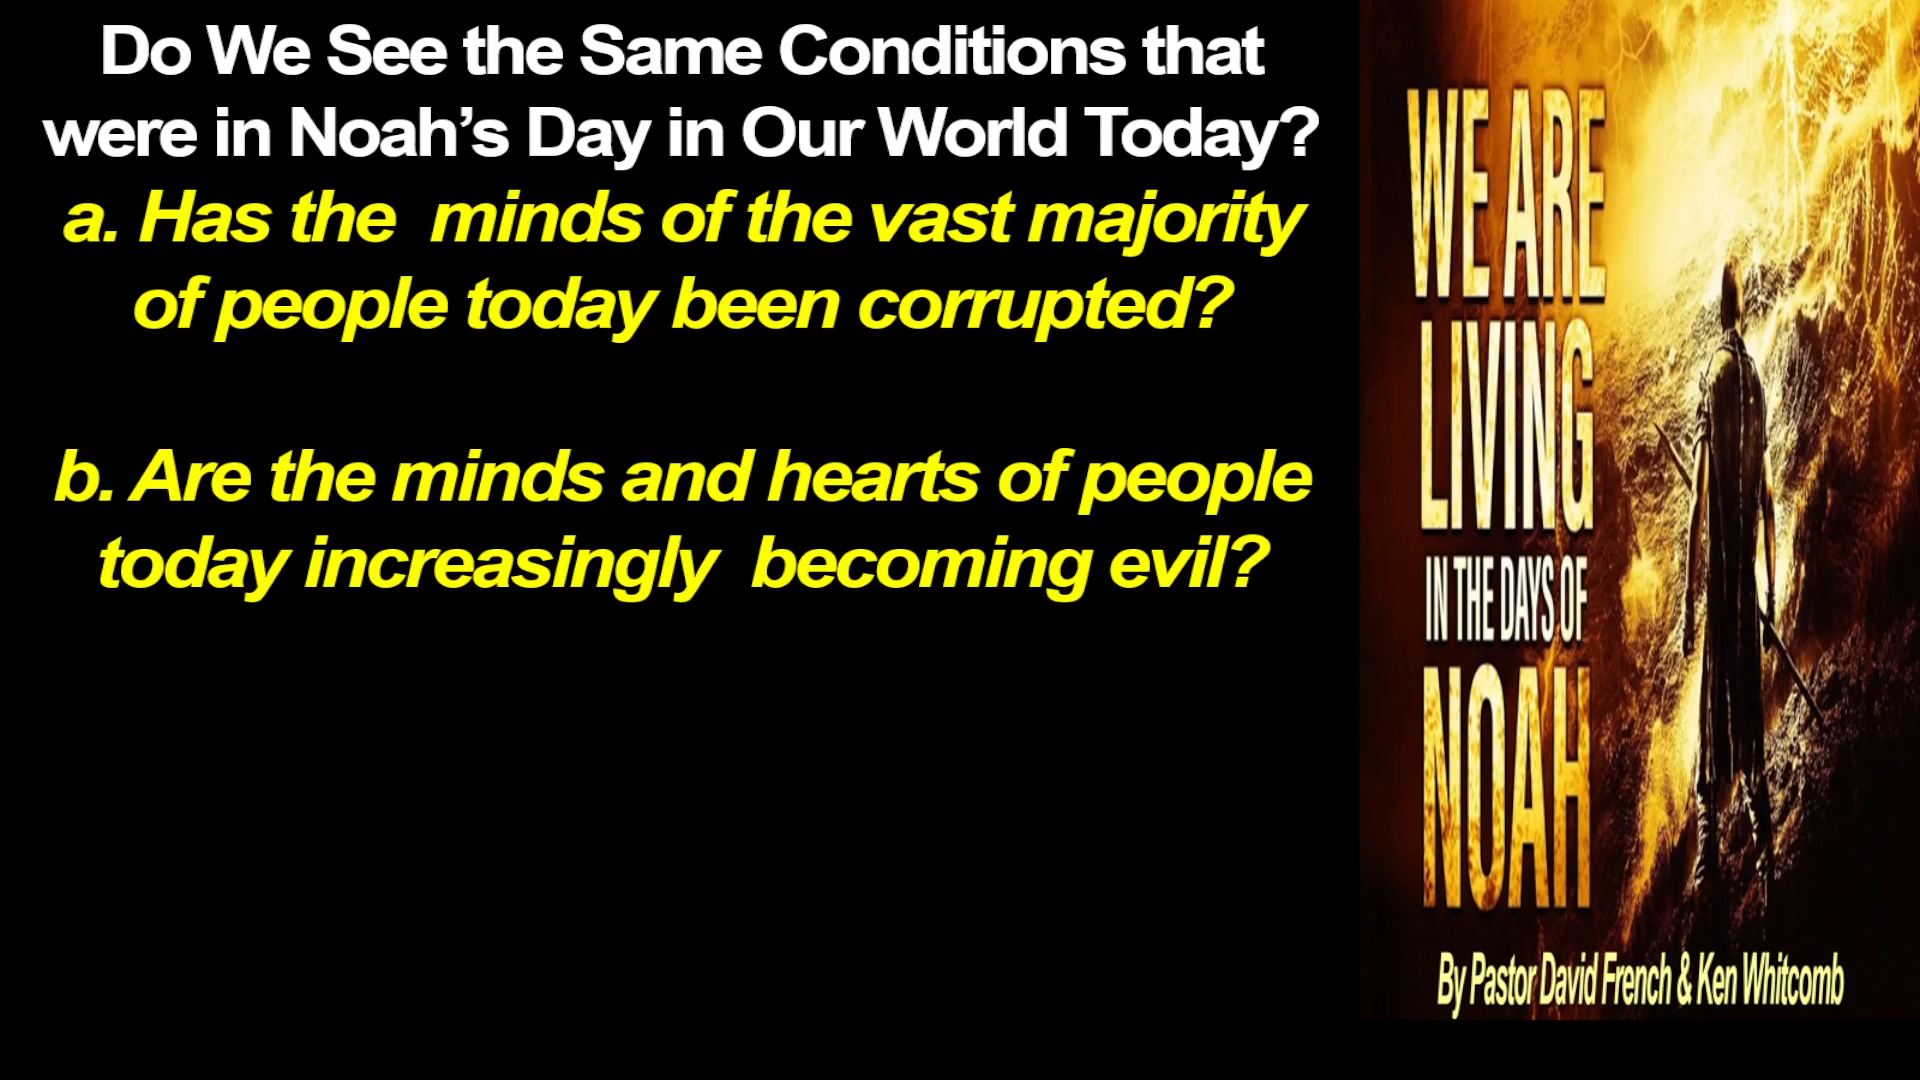 Do We See the Same Conditions that
were in Noah’s Day in Our World Today?
a. Has the  minds of the vast majority
of people today been corrupted?
b. Are the minds and hearts of people
today increasingly  becoming evil?
WE ARE
LIVING
IN THE DAYS OF
NOAH
By Pastor David French & Ken Whitcomb